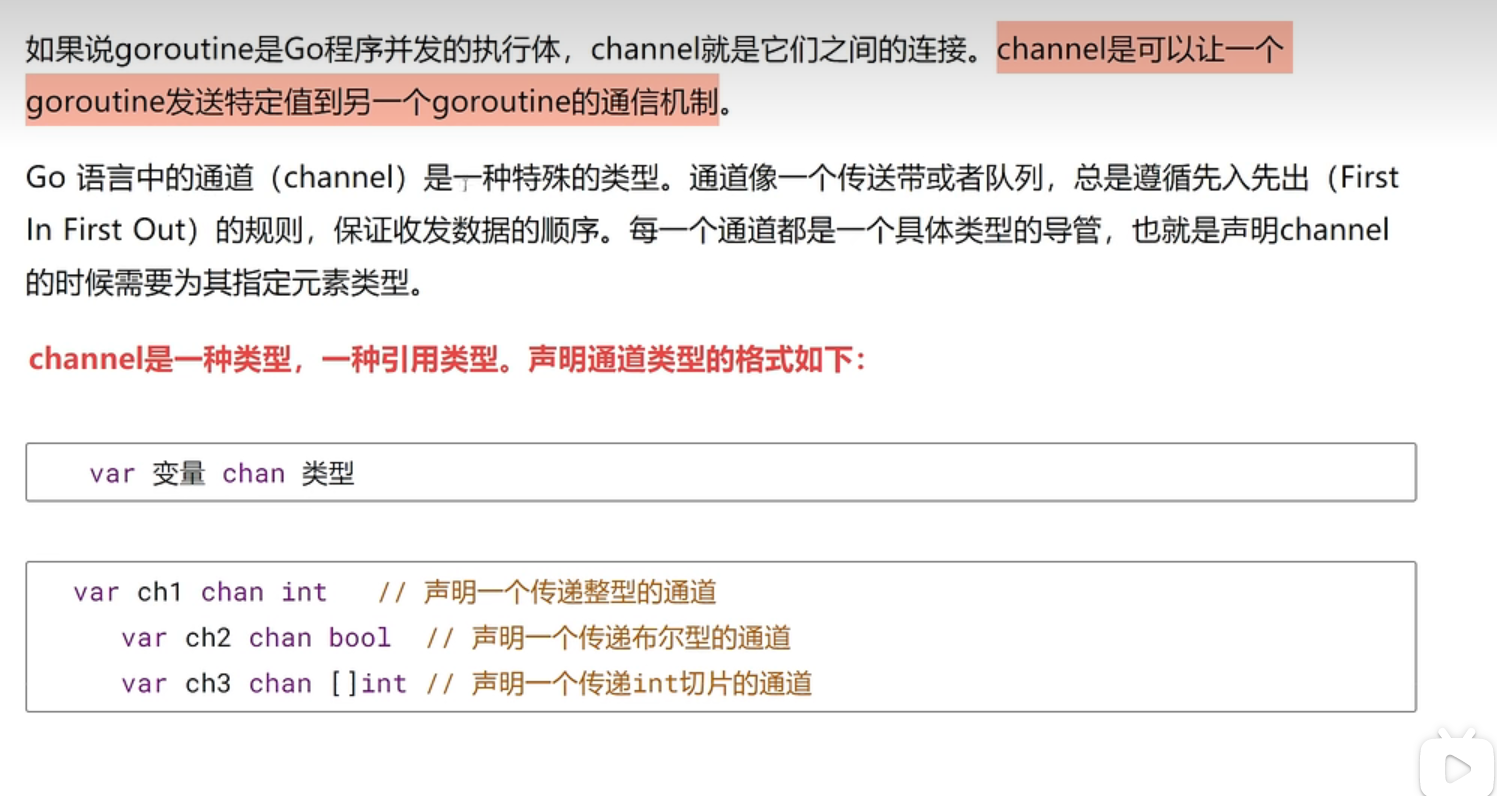 如果说goroutine是Go程序并发的执行体，channel就是它们之间的连接。channel是可以让一个
goroutine发送特定值到另一个goroutine的通信机制。
Go 语言中的通道（channel）是一种特殊的类型。通道像一个传送带或者队列，总是遵循先入先出（First
In First Out）的规则，保证收发数据的顺序。每一个通道都是一个具体类型的导管，也就是声明channel
的时候需要为其指定元素类型。
channel是一种类型，一种引用类型。声明通道类型的格式如下：
var 变量 chan 类型
var ch1 chan int // 声明一个传递整型的通道
var ch2 chan bool // 声明一个传递布尔型的通道
var ch3 chan []int // 声明一个传递int切片的通道